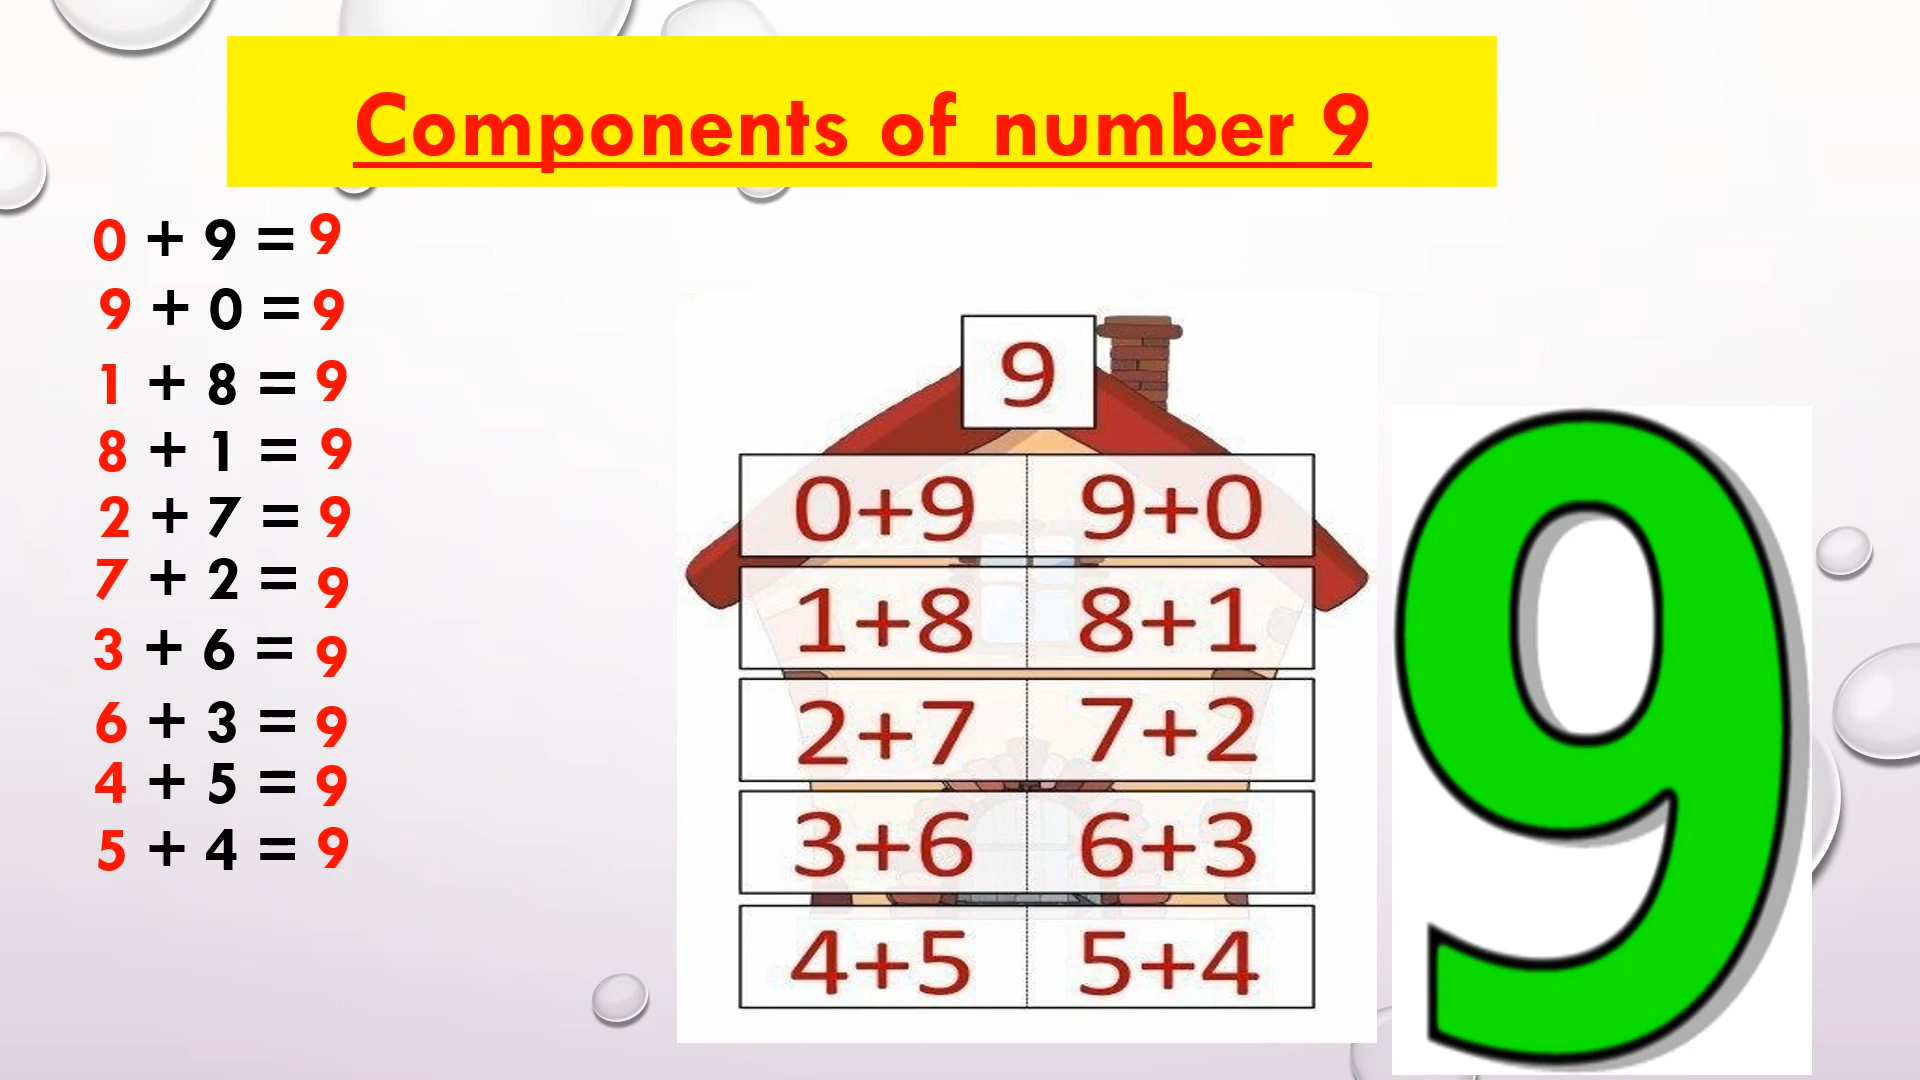 Components of number 9
0 + 9 = 9
9 + 0 = 9
1 + 8 = 9
8 + 1 = 9
2 + 7 = 9
7 + 2 = 9
3 + 6 = 9
6 + 3 = 9
4 + 5 = 9
5 + 4 = 9
9
0+9 9+0
1+8 8+1
2+7 7+2
3+6 6+3
4+5 5+4
9